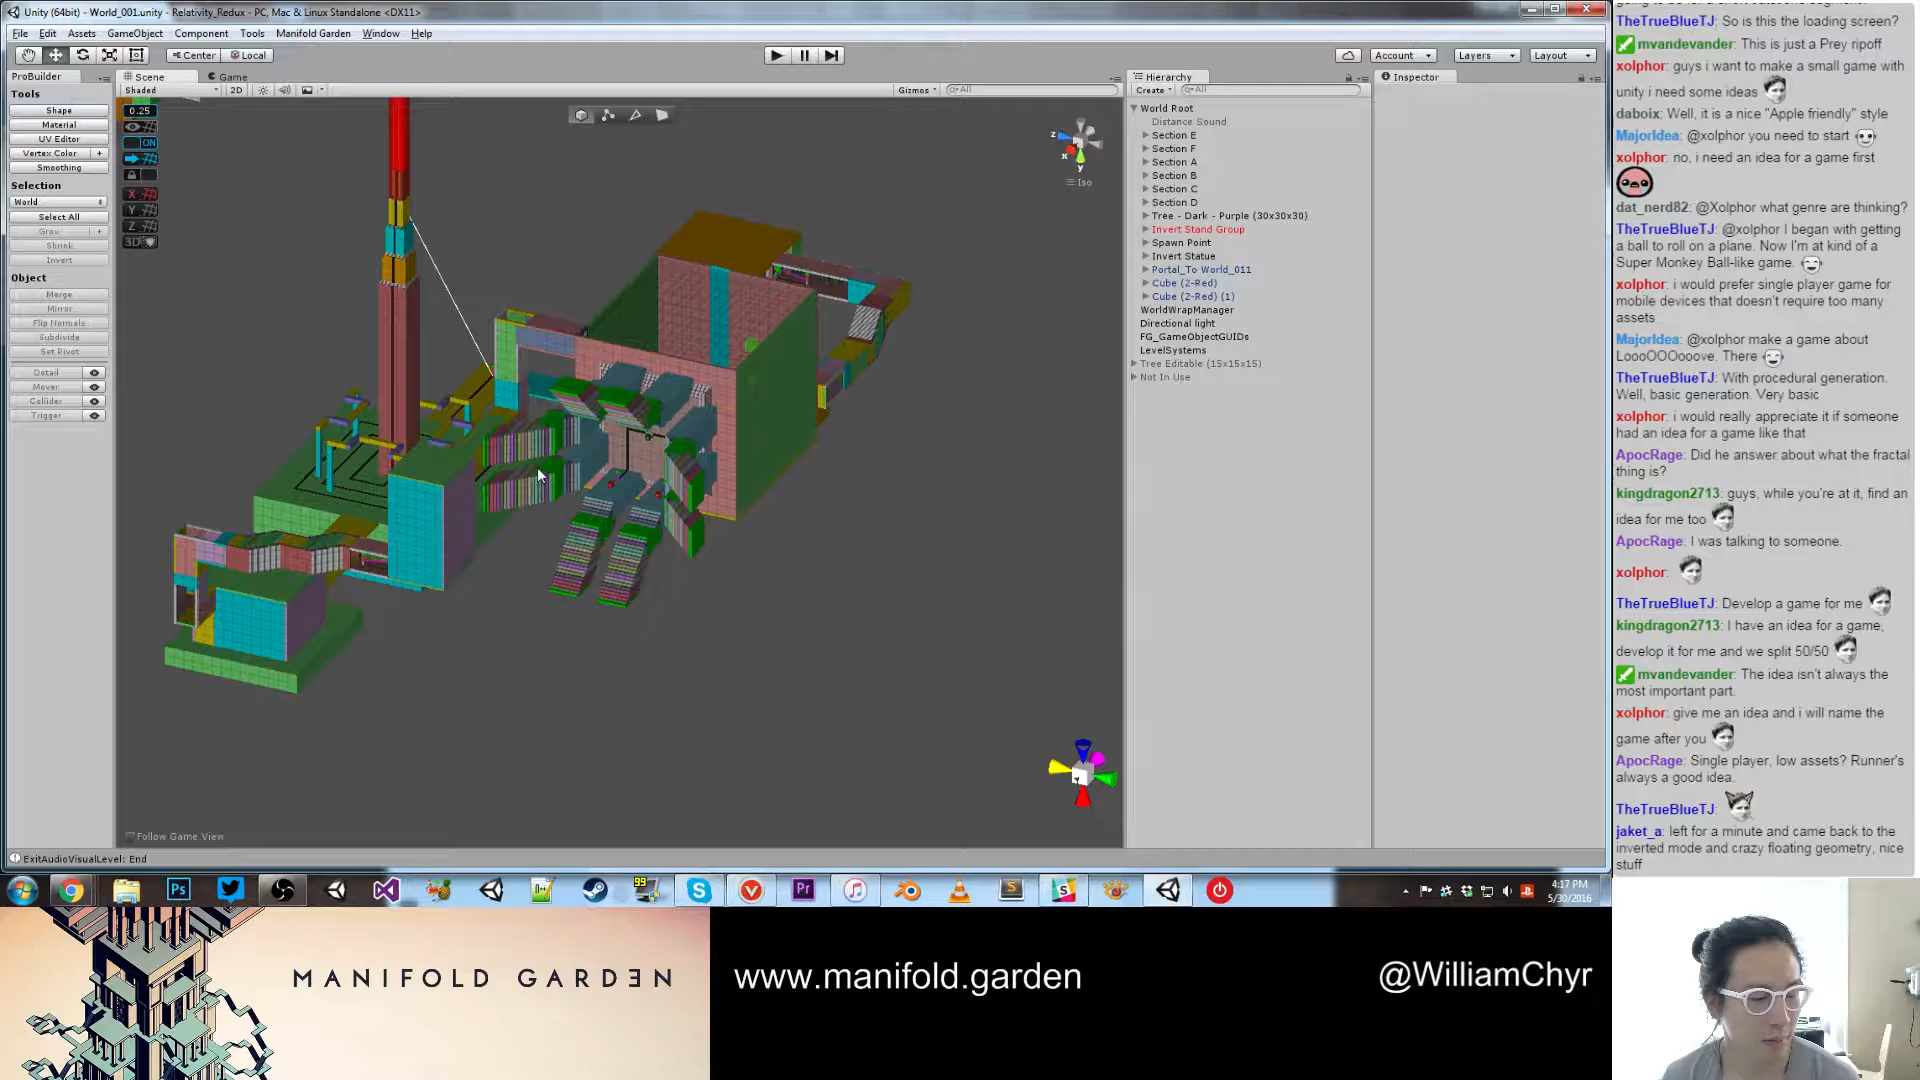 Unity (64bit) - World_001.unity - Relativity_Redux - PC, Mac & Linux Standalone <DX11>
File Edit Assets GameObject Component Tools Manifold Garden Window Help
Center Local Account Layers Layout
ProBuilder
Tools
Shape
Material
UV Editor
Vertex Color +
Smoothing
Selection
World
Select All
Grow +
Shrink
Invert
Object
Merge
Mirror
Flip Normals
Subdivide
Set Pivot
Detail
Mover
Collider
Trigger
Scene Game
Shaded 2D Gizmos All
0.25
ON
X
Y
Z
3D
z x y
Iso
Follow Game View
ExitAudioVisualLevel: End
Hierarchy
Create All
World Root
Distance Sound
Section E
Section F
Section A
Section B
Section C
Section D
Tree - Dark - Purple (30x30x30)
Invert Stand Group
Spawn Point
Invert Statue
Portal_To World_011
Cube (2-Red)
Cube (2-Red) (1)
WorldWrapManager
Directional light
FG_GameObjectGUIDs
LevelSystems
Tree Editable (15x15x15)
Not In Use
Inspector
TheTrueBlueTJ: So is this the loading screen?
mvandevander: This is just a Prey ripoff
xolphor: guys i want to make a small game with
unity i need some ideas
daboix: Well, it is a nice "Apple friendly" style
MajorIdea: @xolphor you need to start
xolphor: no, i need an idea for a game first
dat_nerd82: @Xolphor what genre are thinking?
TheTrueBlueTJ: @xolphor I began with getting
a ball to roll on a plane. Now I'm at kind of a
Super Monkey Ball-like game.
xolphor: i would prefer single player game for
mobile devices that doesn't require too many
assets
MajorIdea: @xolphor make a game about
LoooOOOooove. There
TheTrueBlueTJ: With procedural generation.
Well, basic generation. Very basic
xolphor: i would really appreciate it if someone
had an idea for a game like that
ApocRage: Did he answer about what the fractal
thing is?
kingdragon2713: guys, while you're at it, find an
idea for me too
ApocRage: I was talking to someone.
xolphor:
TheTrueBlueTJ: Develop a game for me
kingdragon2713: I have an idea for a game,
develop it for me and we split 50/50
mvandevander: The idea isn't always the
most important part.
xolphor: give me an idea and i will name the
game after you
ApocRage: Single player, low assets? Runner's
always a good idea.
TheTrueBlueTJ:
jaket_a: left for a minute and came back to the
inverted mode and crazy floating geometry, nice
stuff
Ps 99 Pr S
4:17 PM
5/30/2016
MANIFOLD GARDEN
www.manifold.garden
@WilliamChyr